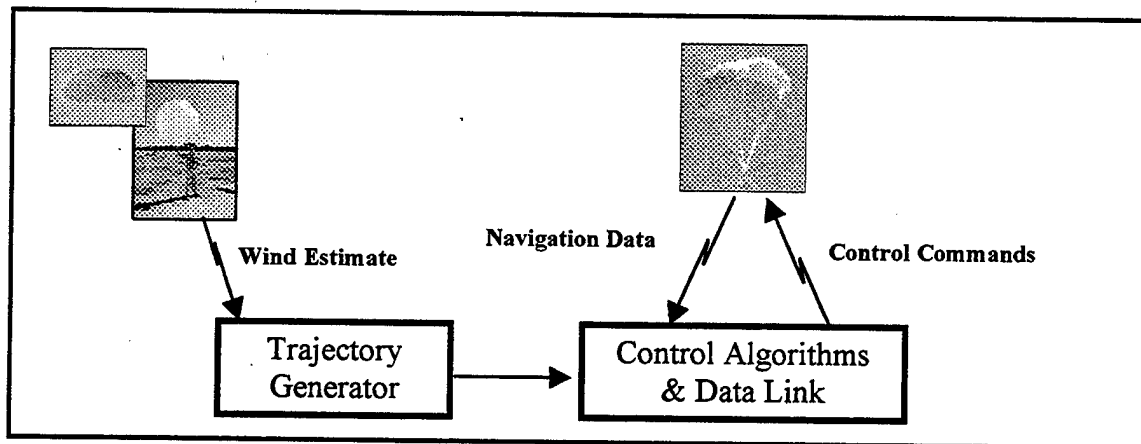 Wind Estimate
Navigation Data
Control Commands
Trajectory
Generator
Control Algorithms
& Data Link